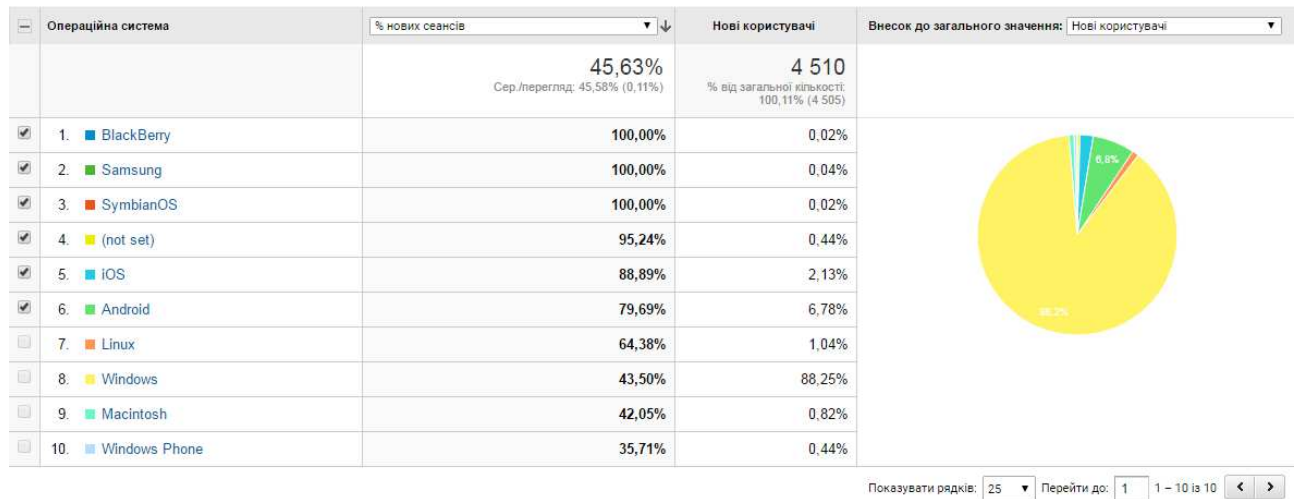 Операційна система % нових сеансів Нові користувачі Внесок до загального значення: Нові користувачі
45,63% 4 510
Сер./перегляд: 45,58% (0,11%) % від загальної кількості:
100,11% (4 505)
1. BlackBerry 100,00% 0,02%
2. Samsung 100,00% 0,04%
3. SymbianOS 100,00% 0,02%
4. (not set) 95,24% 0,44%
5. iOS 88,89% 2,13%
6. Android 79,69% 6,78%
7. Linux 64,38% 1,04%
8. Windows 43,50% 88,25%
9. Macintosh 42,05% 0,82%
10. Windows Phone 35,71% 0,44%
6,8%
Показувати рядків: 25 Перейти до: 1 1 – 10 із 10